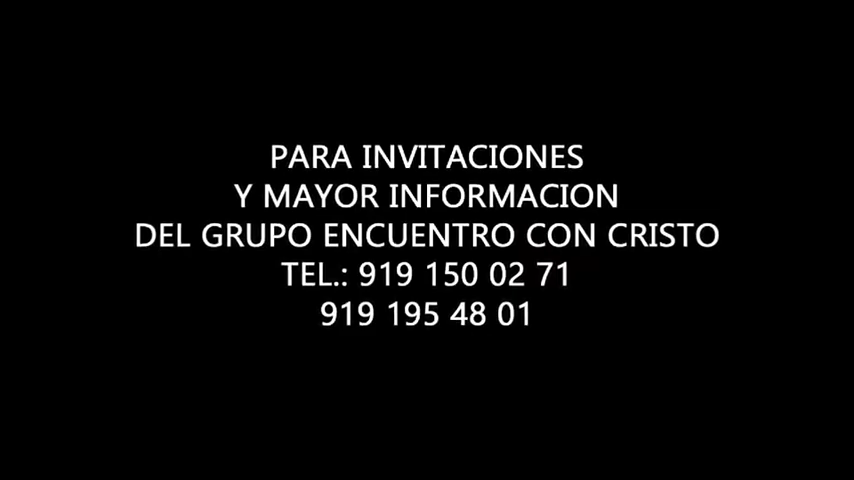 PARA INVITACIONES
Y MAYOR INFORMACION
DEL GRUPO ENCUENTRO CON CRISTO
TEL.: 919 150 02 71
919 195 48 01